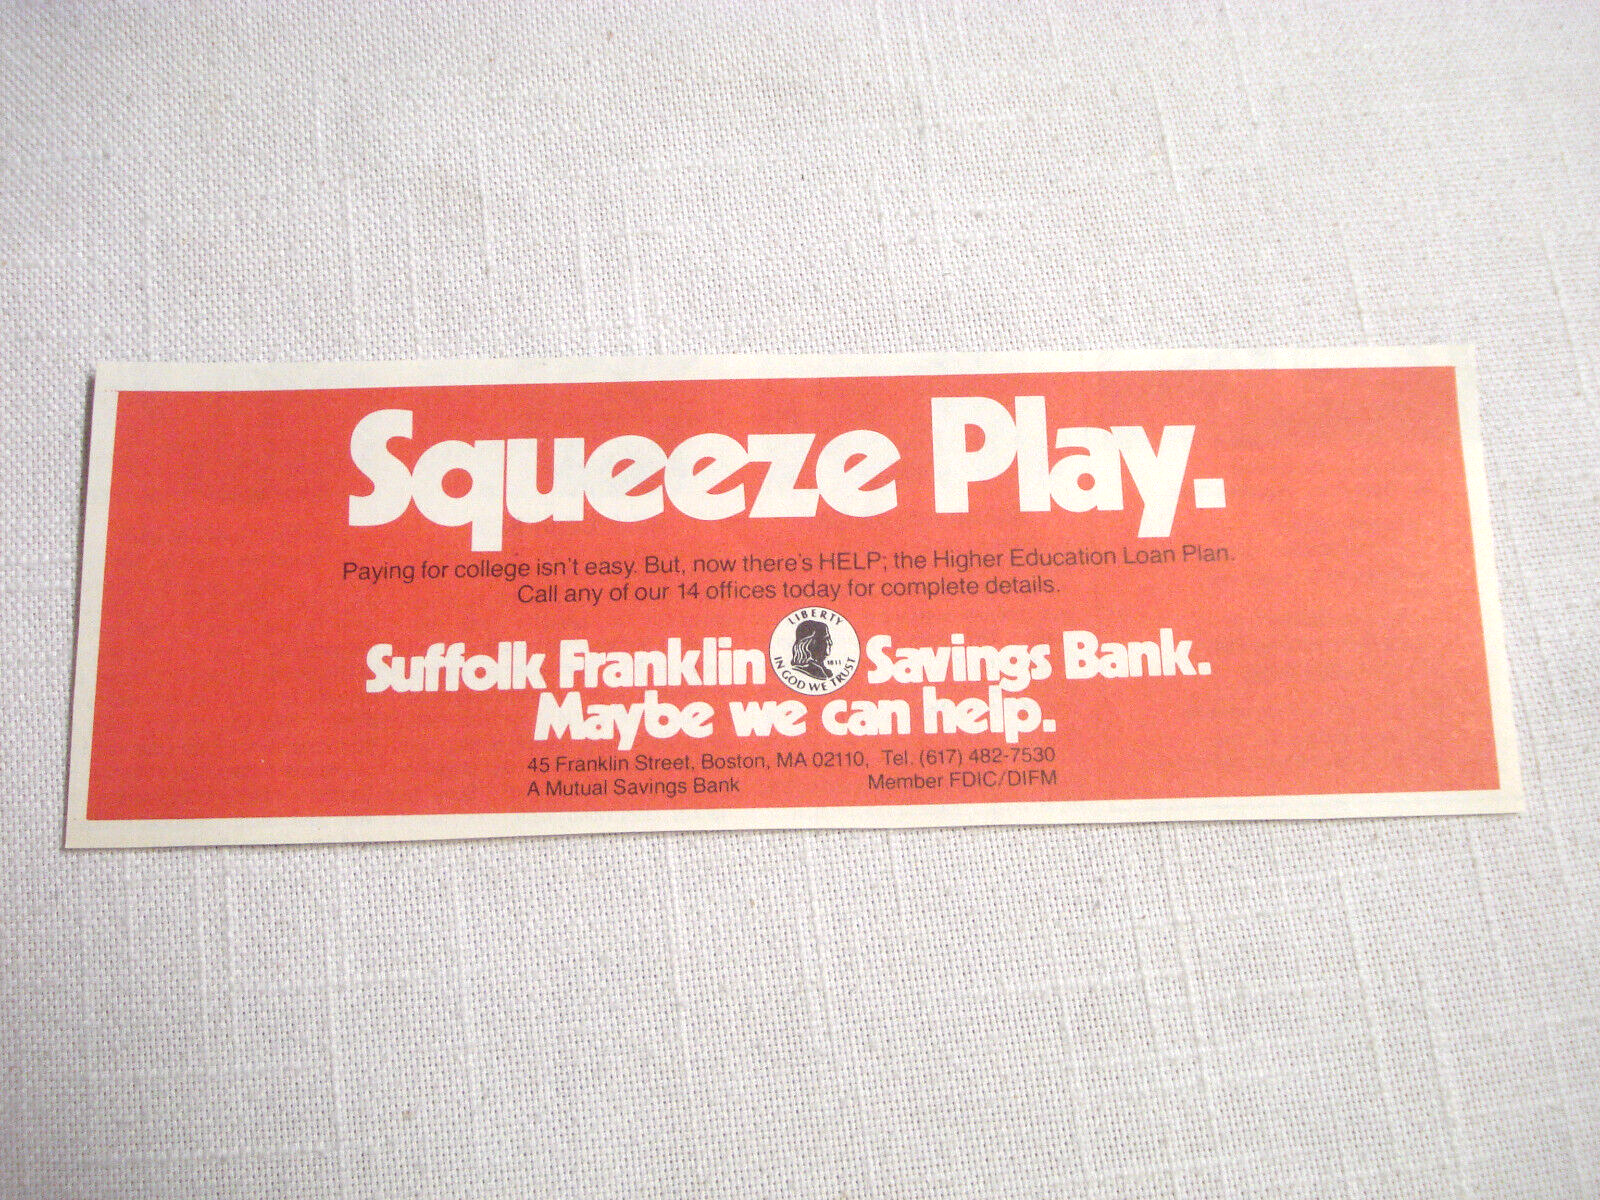 Squeeze Play.
Paying for college isn't easy. But, now there's HELP; the Higher Education Loan Plan.
Call any of our 14 offices today for complete details.
LIBERTY
IN GOD WE TRUST
1811
Suffolk Franklin Savings Bank.
Maybe we can help.
45 Franklin Street, Boston, MA 02110, Tel. (617) 482-7530
A Mutual Savings Bank Member FDIC/DIFM